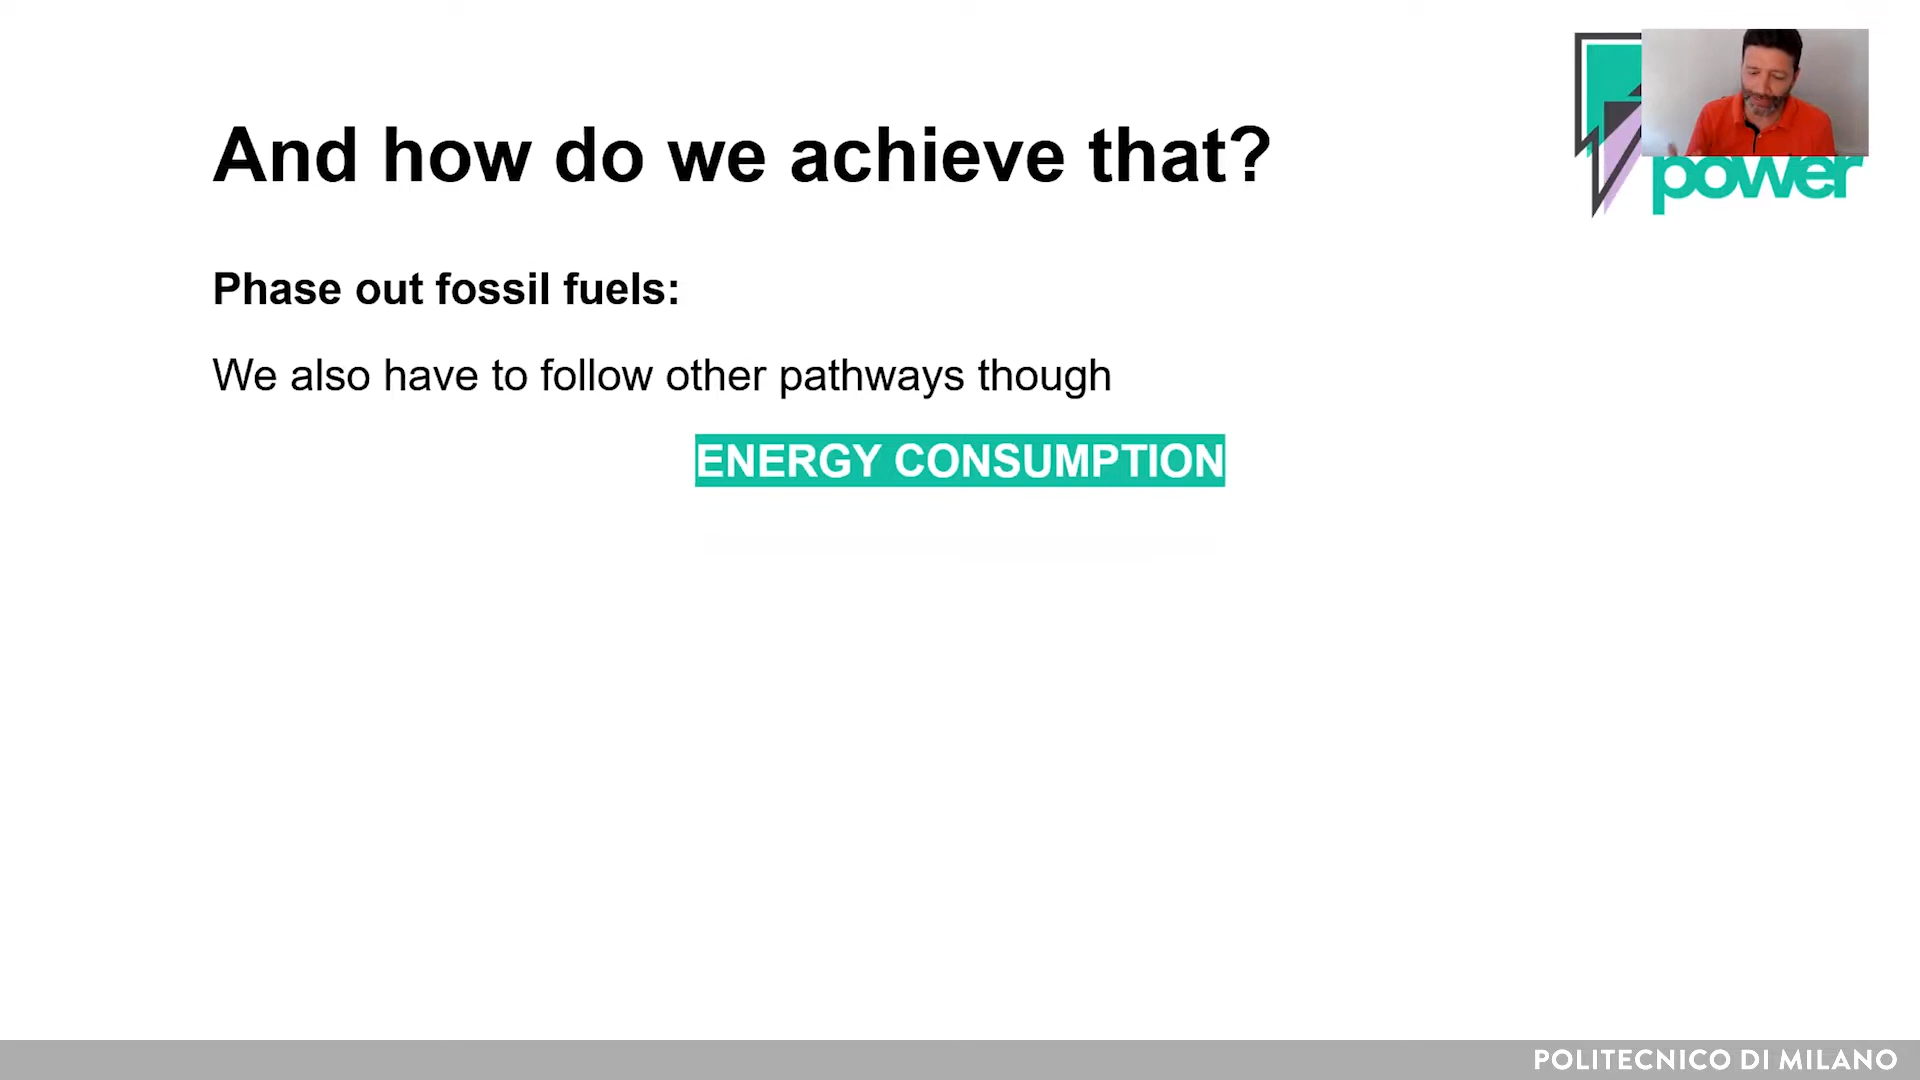 And how do we achieve that?
power
Phase out fossil fuels:
We also have to follow other pathways though
ENERGY CONSUMPTION
POLITECNICO DI MILANO